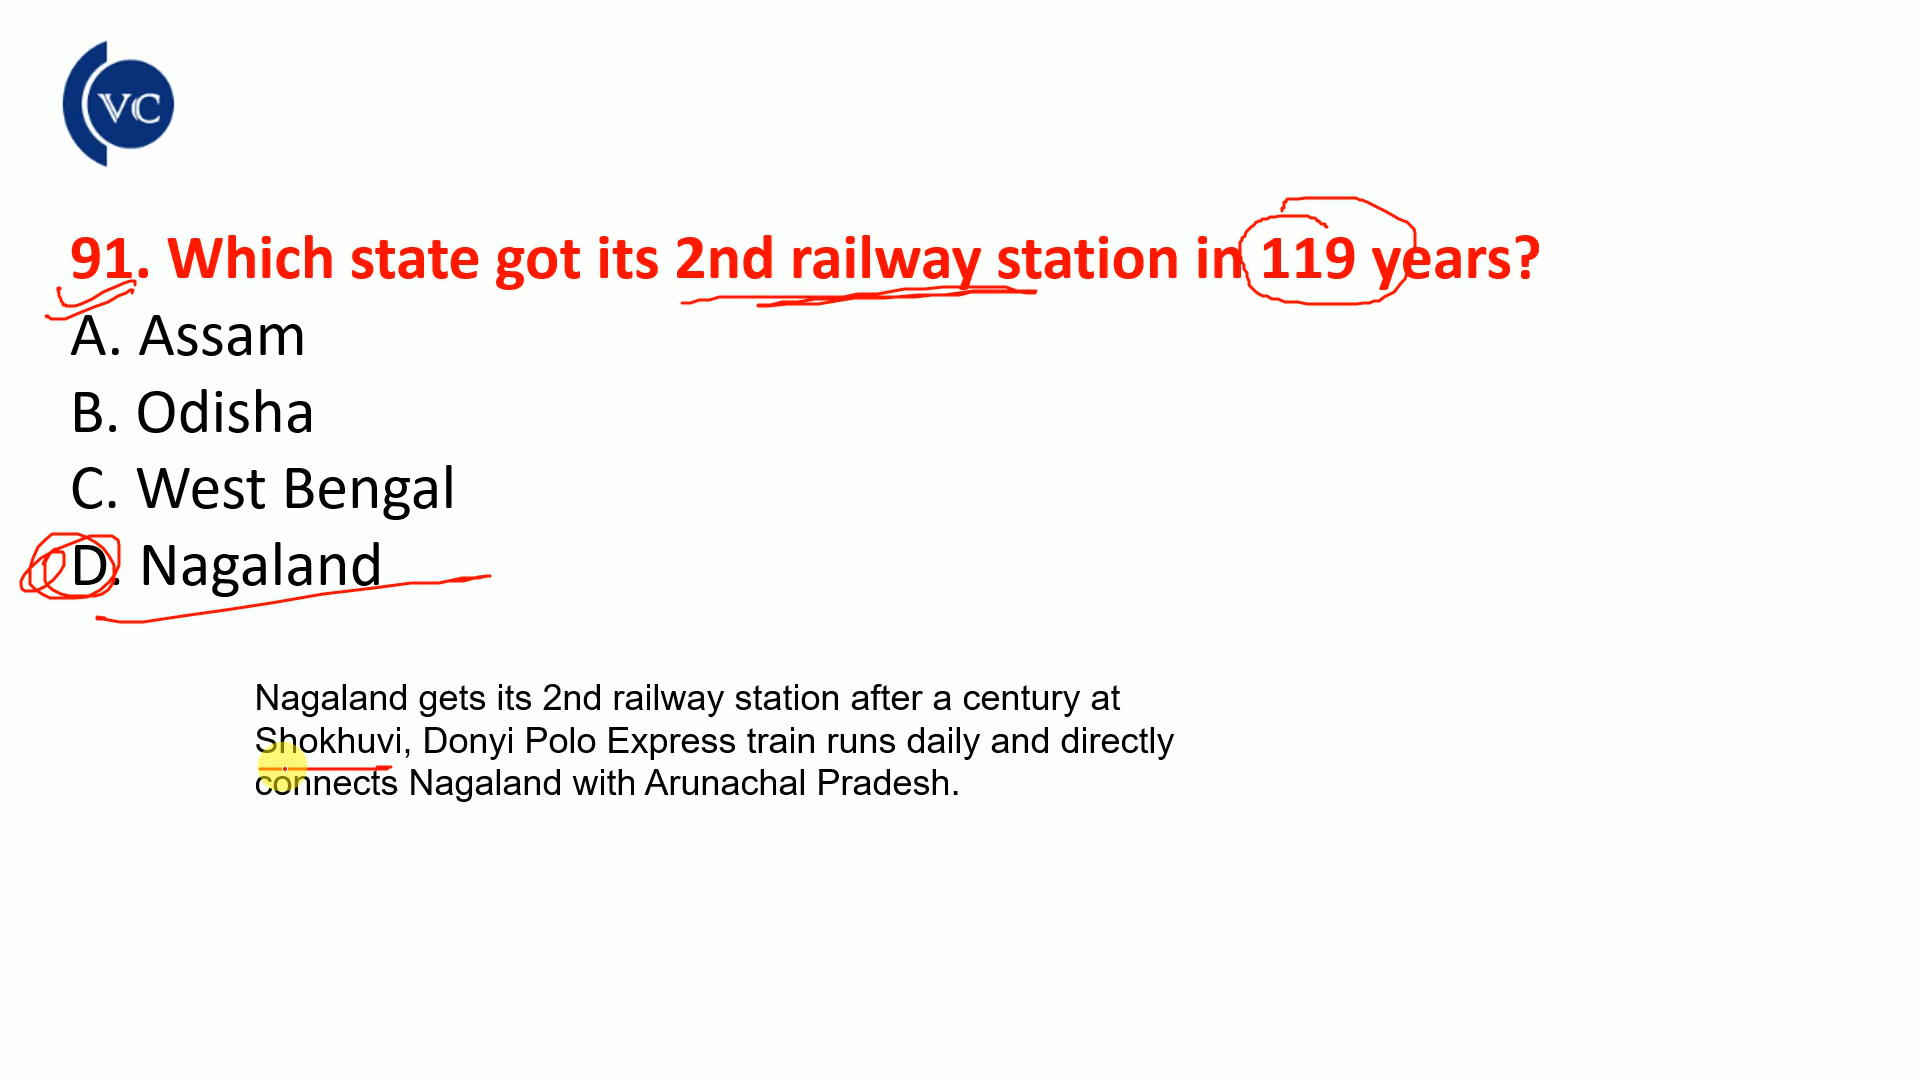 VC
91. Which state got its 2nd railway station in 119 years?
A. Assam
B. Odisha
C. West Bengal
D. Nagaland
Nagaland gets its 2nd railway station after a century at
Shokhuvi, Donyi Polo Express train runs daily and directly
connects Nagaland with Arunachal Pradesh.